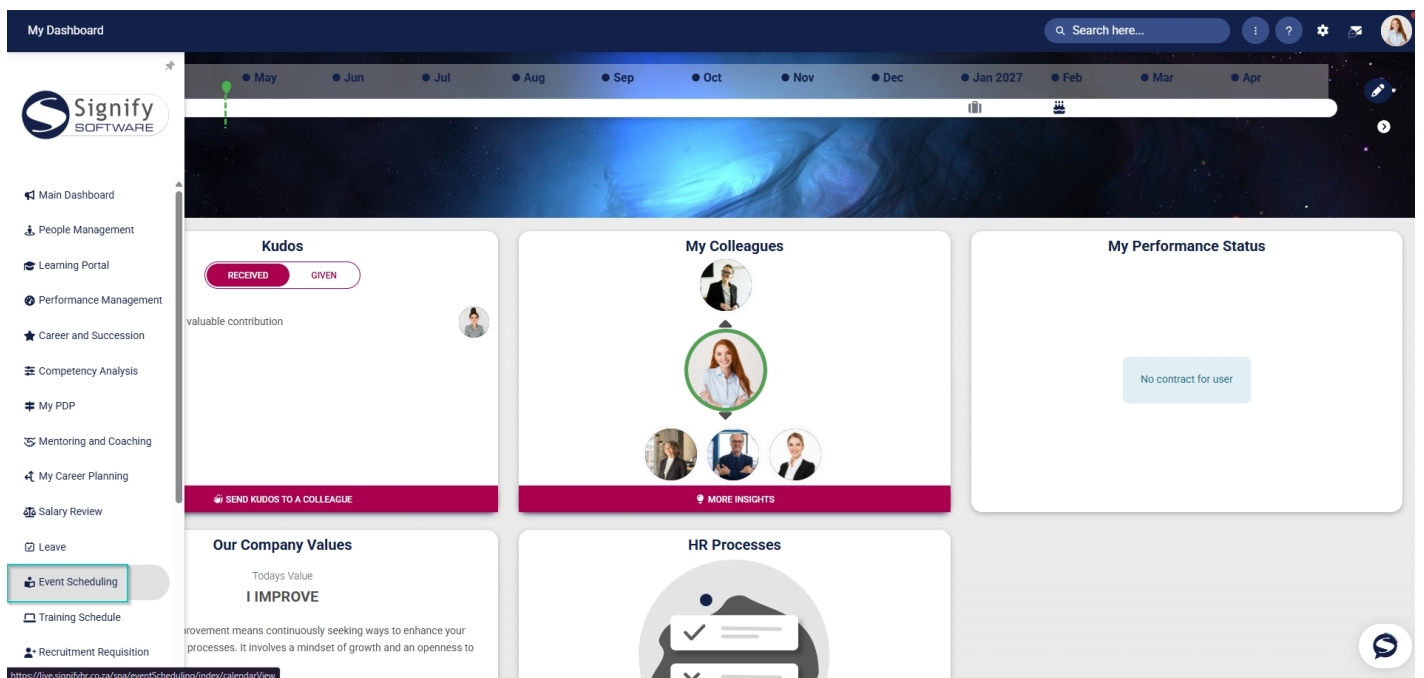 My Dashboard
Search here...
May Jun Jul Aug Sep Oct Nov Dec Jan 2027 Feb Mar Apr
Signify
SOFTWARE
Main Dashboard
People Management
Learning Portal
Performance Management
Career and Succession
Competency Analysis
My PDP
Mentoring and Coaching
My Career Planning
Salary Review
Leave
Event Scheduling
Training Schedule
Recruitment Requisition
https://live.signifyhr.co.za/spa/eventScheduling/index/calendarView
Kudos
RECEIVED GIVEN
valuable contribution
SEND KUDOS TO A COLLEAGUE
My Colleagues
MORE INSIGHTS
My Performance Status
No contract for user
Our Company Values
Todays Value
I IMPROVE
provement means continuously seeking ways to enhance your
processes. It involves a mindset of growth and an openness to
HR Processes